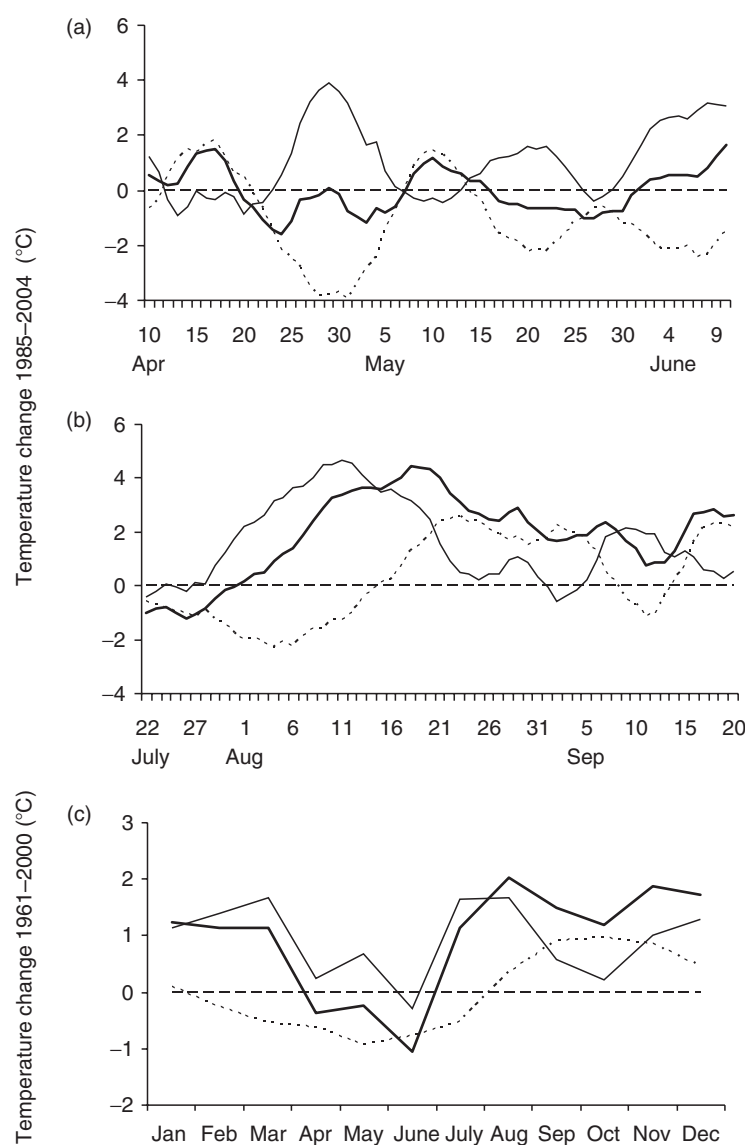 (a)
Temperature change 1985–2004 (°C)
6
4
2
0
−2
−4
10 15 20 25 30 5 10 15 20 25 30 4 9
Apr May June
(b)
6
4
2
0
−2
−4
22 27 1 6 11 16 21 26 31 5 10 15 20
July Aug Sep
(c)
Temperature change 1961–2000 (°C)
3
2
1
0
−1
−2
Jan Feb Mar Apr May June July Aug Sep Oct Nov Dec